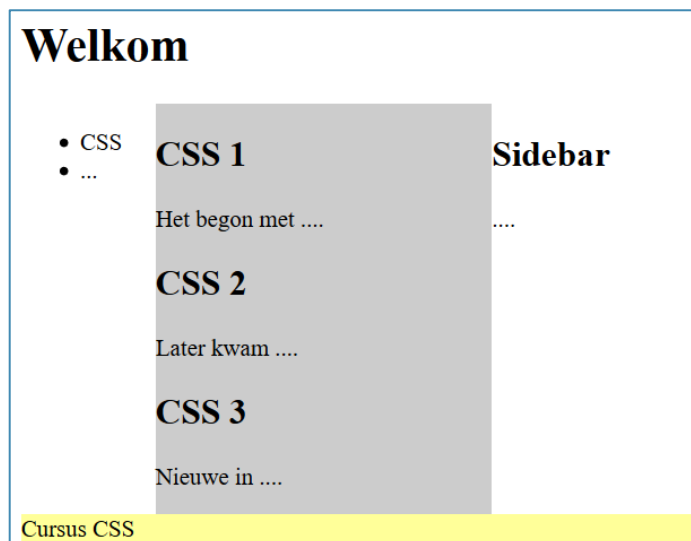 Welkom
• CSS
• ...
CSS 1
Het begon met ....
CSS 2
Later kwam ....
CSS 3
Nieuwe in ....
Sidebar
....
Cursus CSS